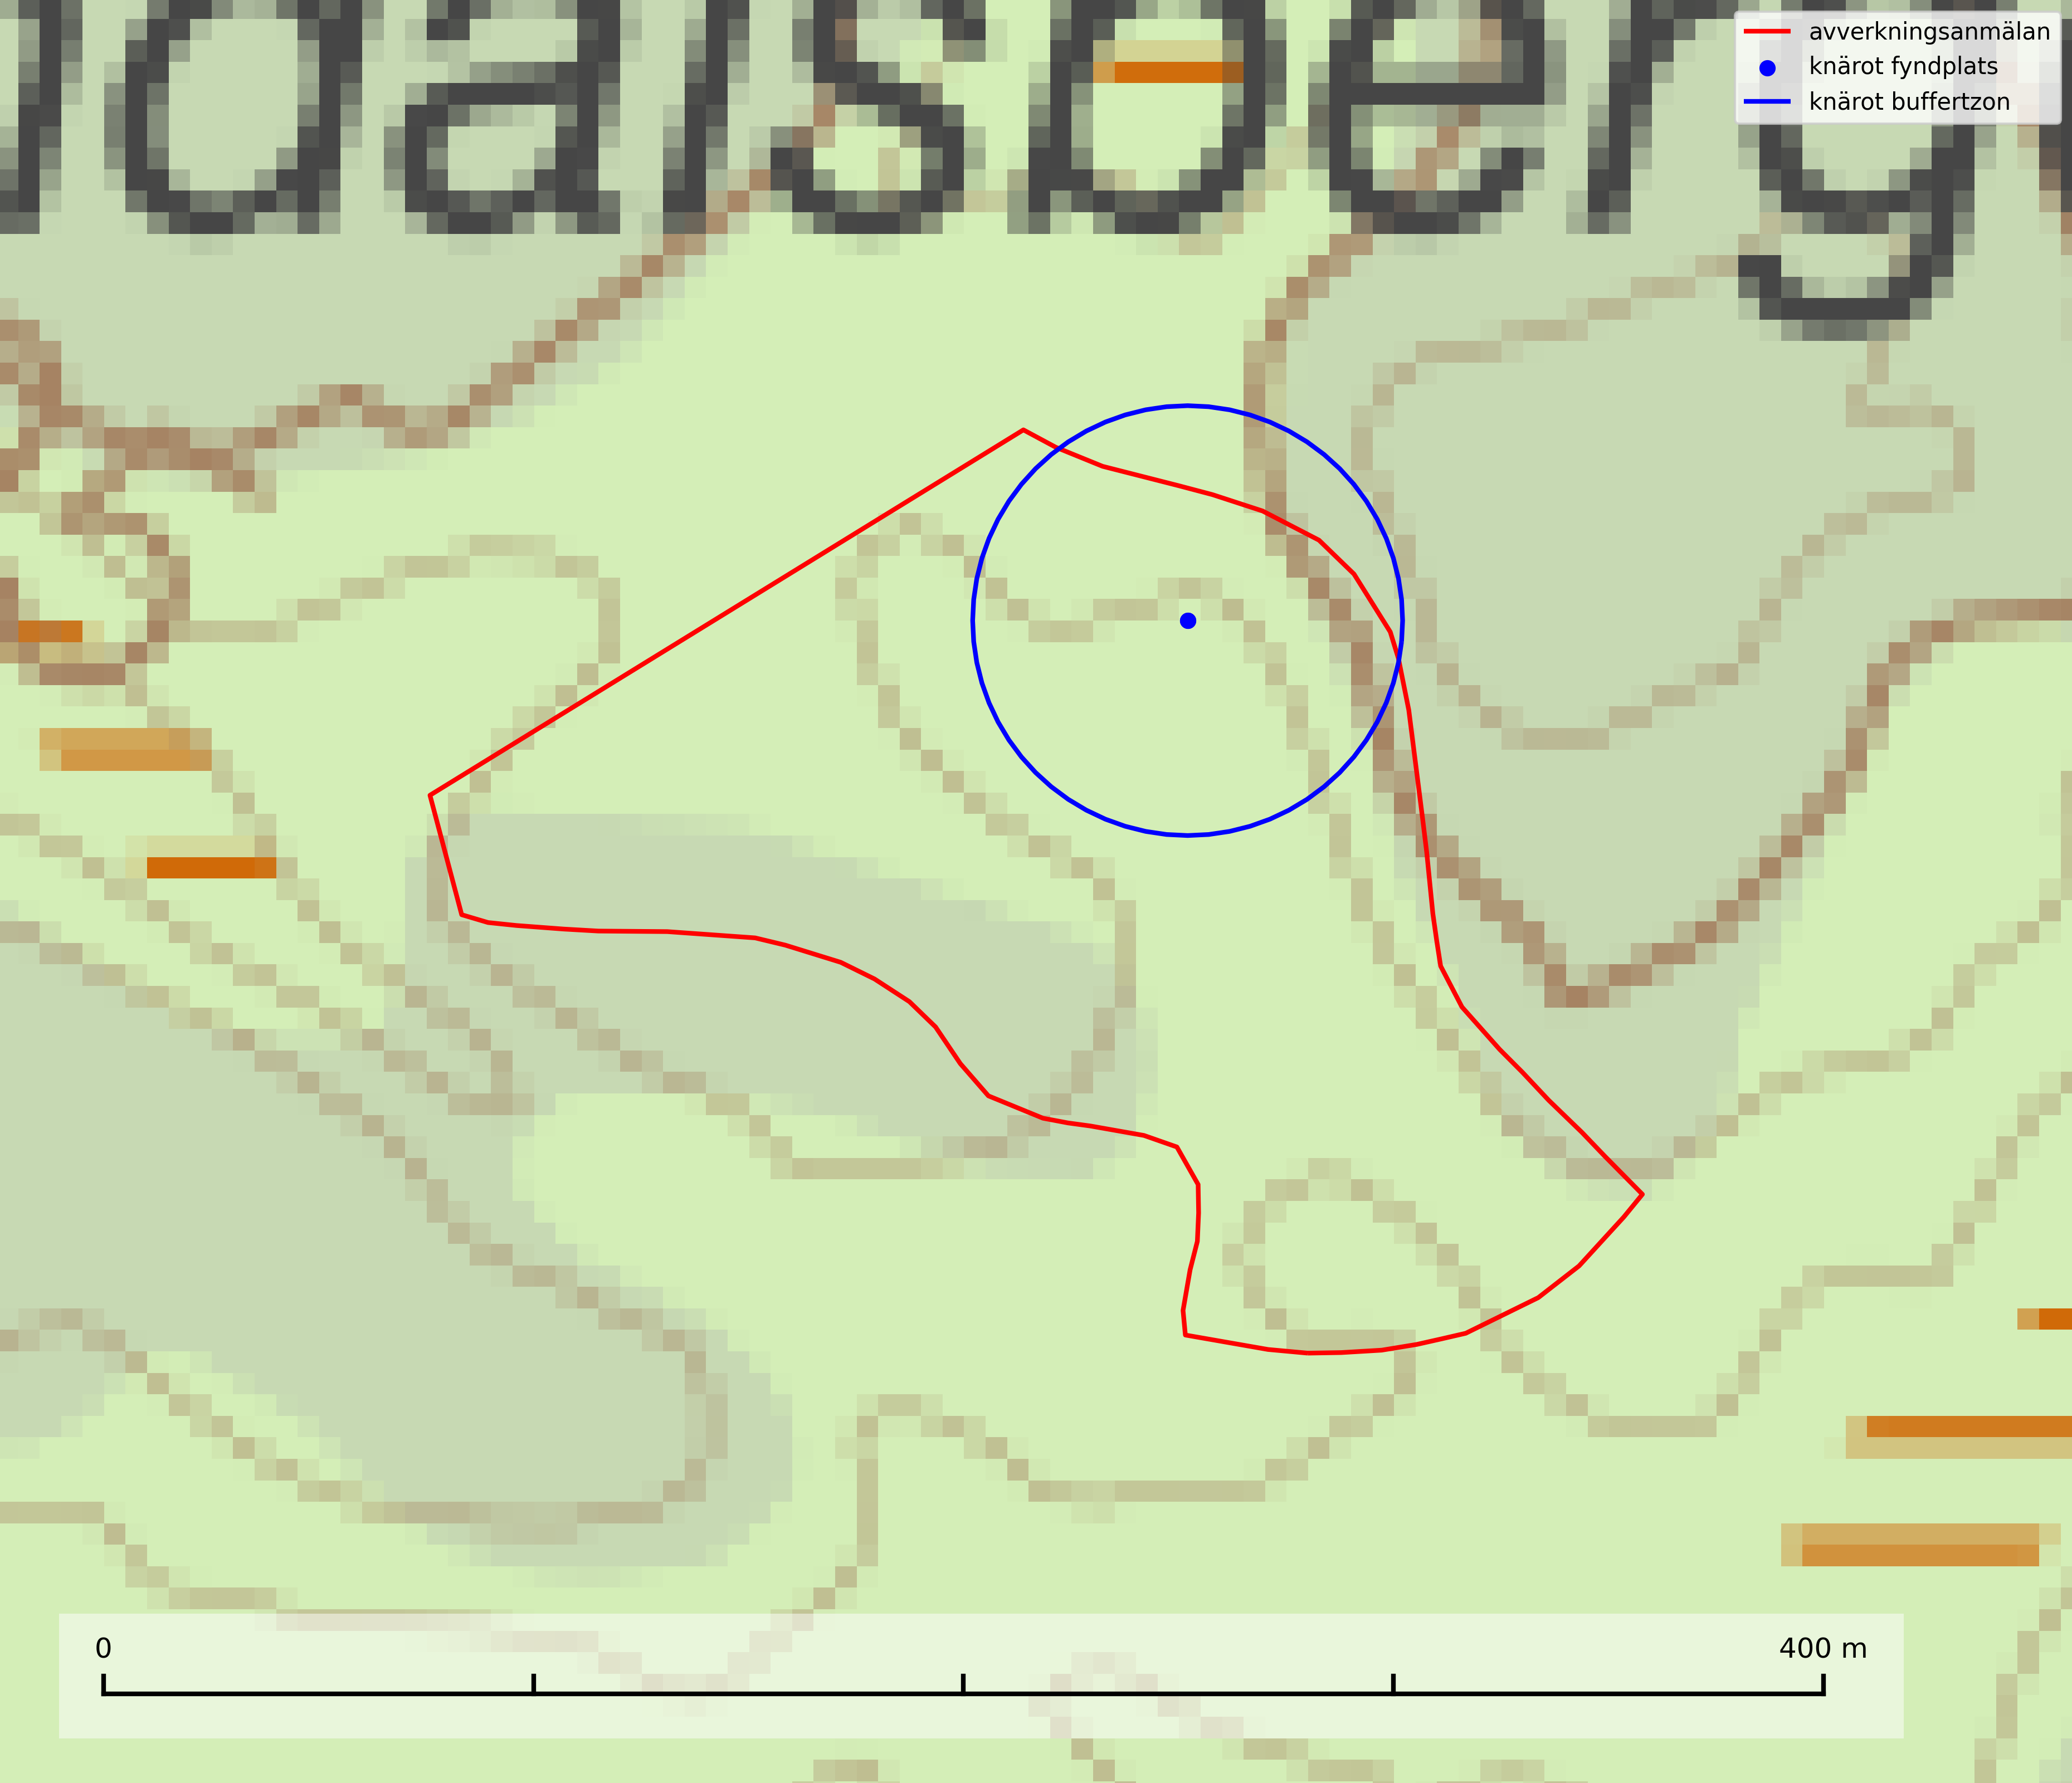 avverkningsanmälan
knärot fyndplats
knärot buffertzon
0
400 m